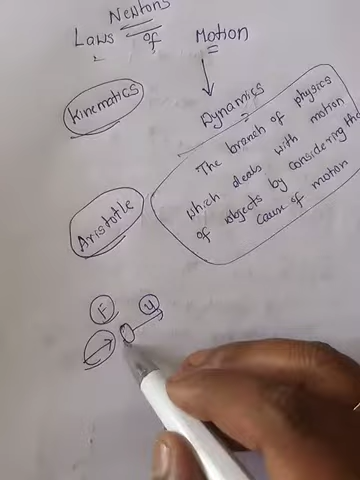 Newtons
Laws of Motion
Kinematics
Dynamics
The branch of physics
which deals with motion
of objects by considering the
cause of motion
Aristotle
F u